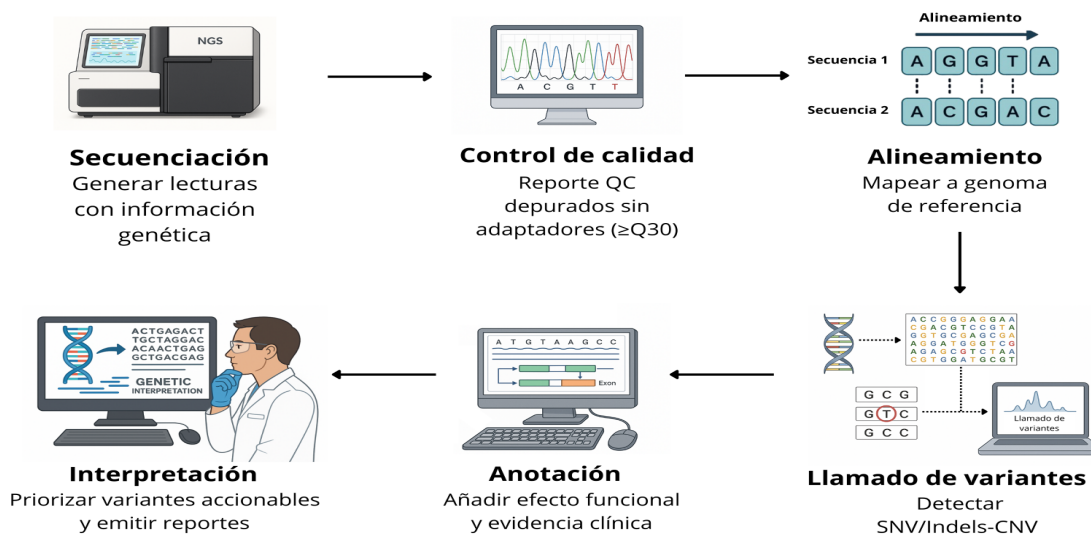 NGS
A C G T T
Secuenciación
Generar lecturas
con información
genética
Control de calidad
Reporte QC
depurados sin
adaptadores (≥Q30)
Alineamiento
Secuencia 1 A G G T A
Secuencia 2 A C G A C
Alineamiento
Mapear a genoma
de referencia
ACTGAGACT
TGCTAGGAC
ACAACTGAG
GCTGACGAG
GENETIC
INTERPRETATION
Interpretación
Priorizar variantes accionables
y emitir reportes
A T G T A A G C C
Exon
Anotación
Añadir efecto funcional
y evidencia clínica
A C C G G G A G G A A
C G A C G T C C G T A
G G T G C G A G C G A
A G G A T G G G T C G
A G A G C G T C T A A
C G T G G A T G C G T
G C G
G T C
G C C
Llamado de
variantes
Llamado de variantes
Detectar
SNV/Indels-CNV